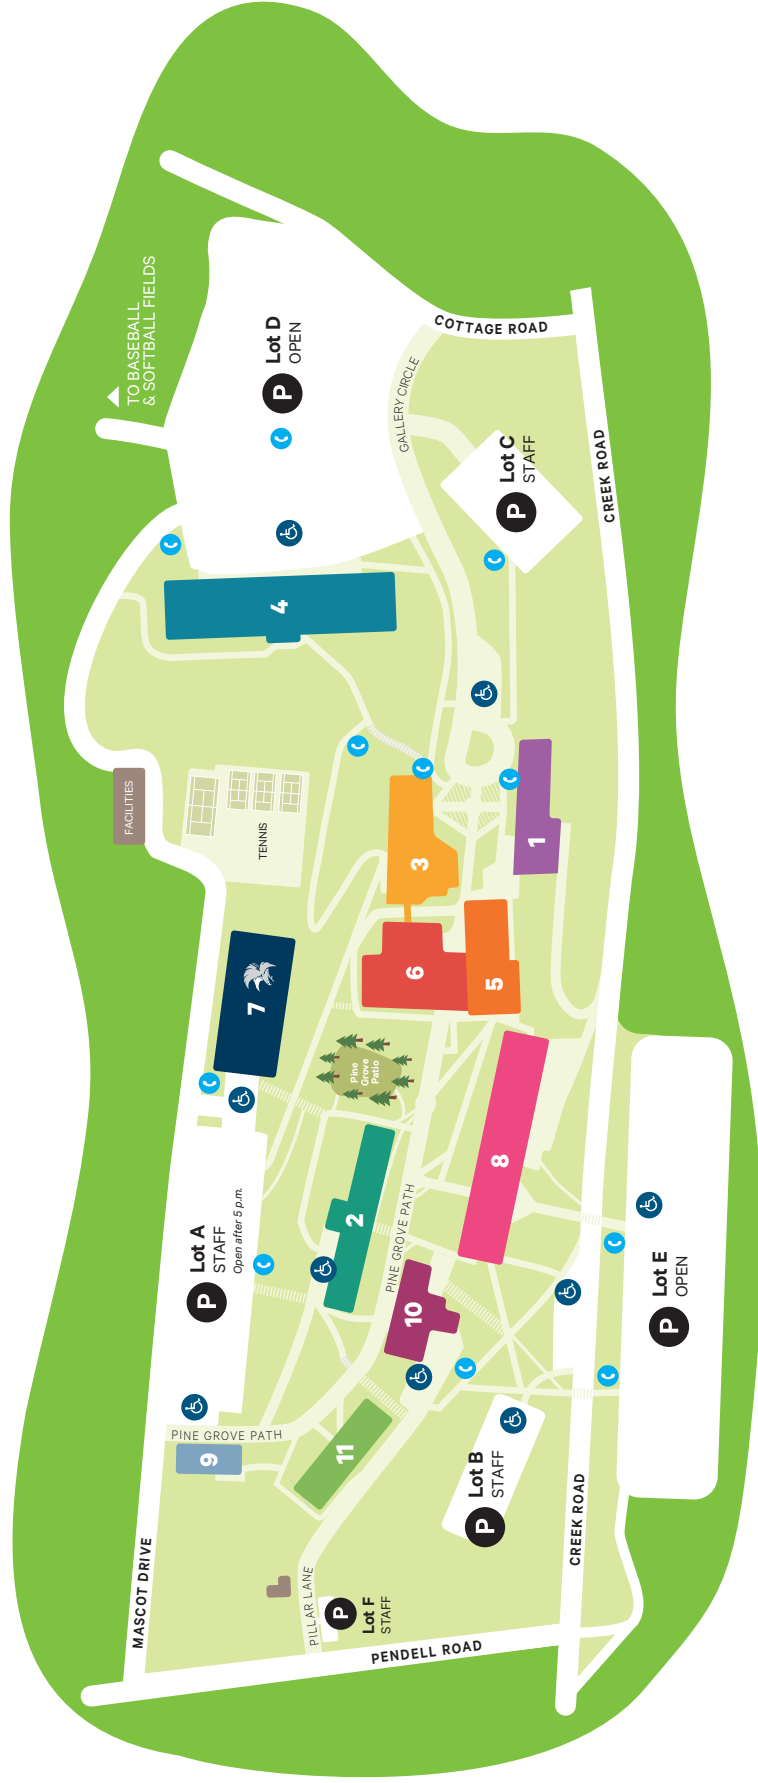 TO BASEBALL
& SOFTBALL FIELDS
P
Lot D
OPEN
COTTAGE ROAD
GALLERY CIRCLE
P
Lot C
STAFF
CREEK ROAD
4
FACILITIES
TENNIS
3
1
7
6
5
Pine
Grove
Patio
8
2
PINE GROVE PATH
P
Lot A
STAFF
Open after 5 p.m.
P
Lot E
OPEN
10
PINE GROVE PATH
9
11
P
Lot B
STAFF
CREEK ROAD
MASCOT DRIVE
PILLAR LANE
P
Lot F
STAFF
PENDELL ROAD